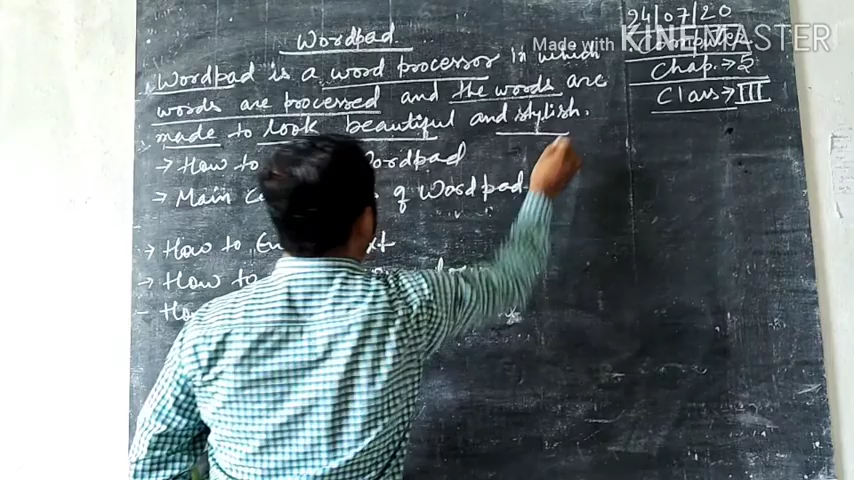 Wordpad
Wordpad is a word processor in which
words are processed and the words are
made to look beautiful and stylish.
→ How to Wordpad
→ Main of Wordpad
→ How to Text
→ How to
24/07/20
Computer
Chap → 5
Class → III
Made with KINEMASTER